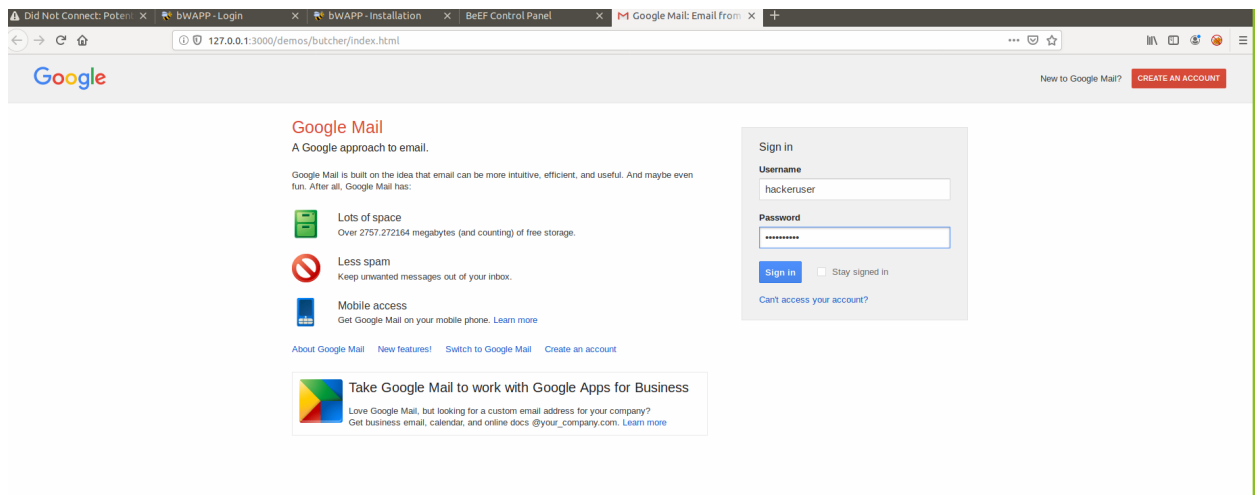 Did Not Connect: Potent
bWAPP - Login
bWAPP - Installation
BeEF Control Panel
Google Mail: Email from
127.0.0.1:3000/demos/butcher/index.html
Google
New to Google Mail?
CREATE AN ACCOUNT
Google Mail
A Google approach to email.
Google Mail is built on the idea that email can be more intuitive, efficient, and useful. And maybe even
fun. After all, Google Mail has:
Lots of space
Over 2757.272164 megabytes (and counting) of free storage.
Less spam
Keep unwanted messages out of your inbox.
Mobile access
Get Google Mail on your mobile phone. Learn more
About Google Mail New features! Switch to Google Mail Create an account
Take Google Mail to work with Google Apps for Business
Love Google Mail, but looking for a custom email address for your company?
Get business email, calendar, and online docs @your_company.com. Learn more
Sign in
Username
hackeruser
Password
••••••••••
Sign in
Stay signed in
Can't access your account?